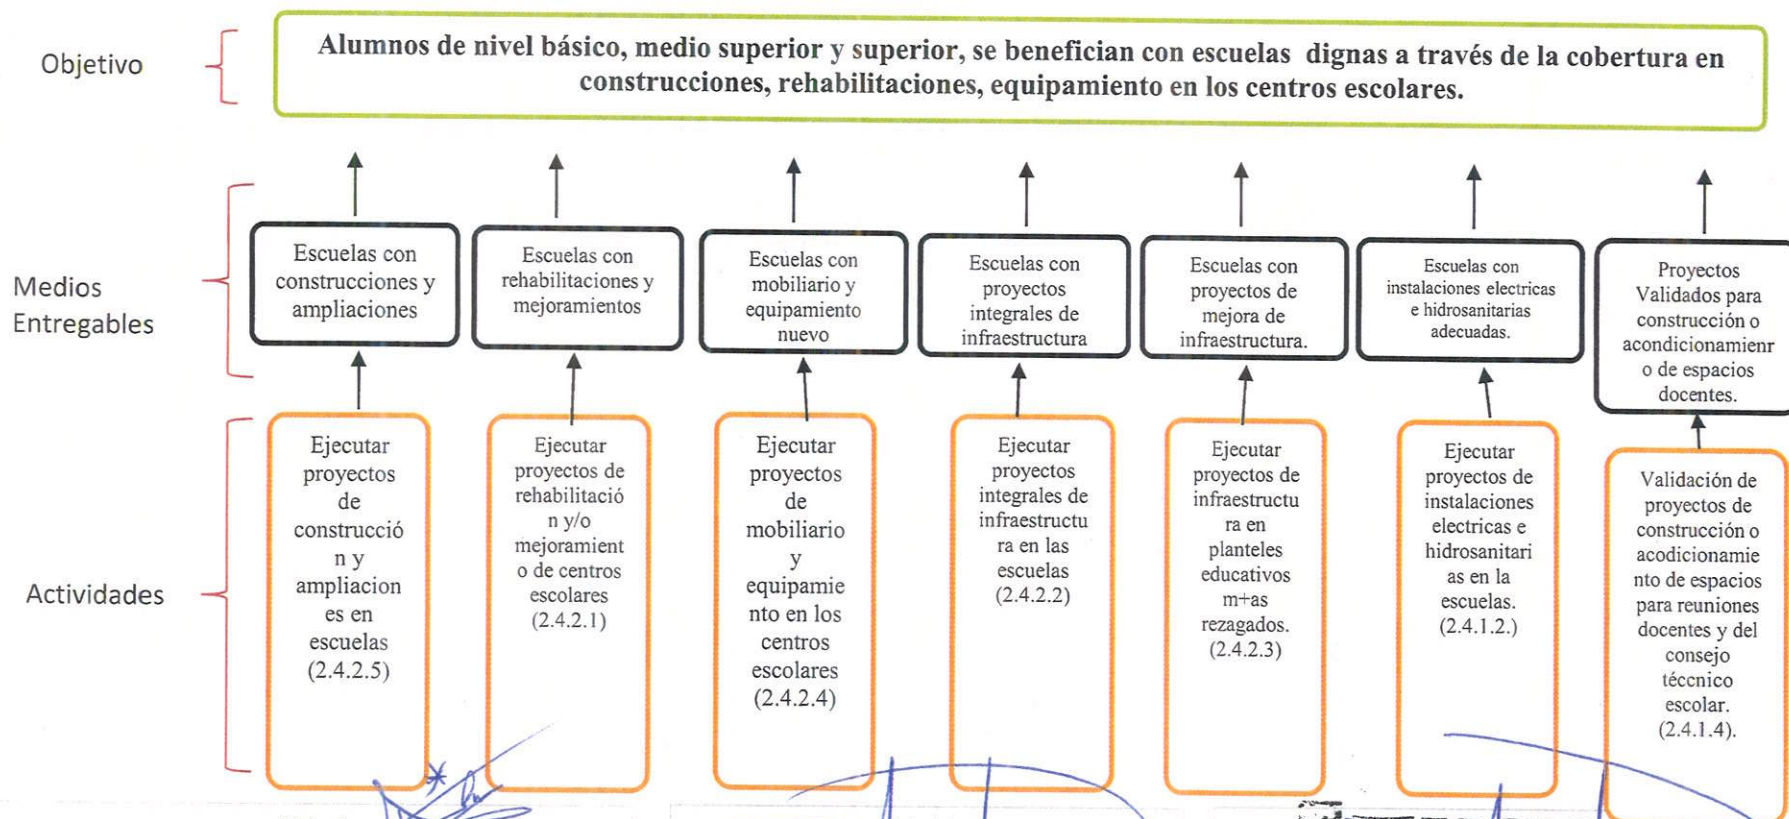 Objetivo
Alumnos de nivel básico, medio superior y superior, se benefician con escuelas dignas a través de la cobertura en
construcciones, rehabilitaciones, equipamiento en los centros escolares.
Medios
Entregables
Escuelas con
construcciones y
ampliaciones
Escuelas con
rehabilitaciones y
mejoramientos
Escuelas con
mobiliario y
equipamiento
nuevo
Escuelas con
proyectos
integrales de
infraestructura
Escuelas con
proyectos de
mejora de
infraestructura.
Escuelas con
instalaciones electricas
e hidrosanitarias
adecuadas.
Proyectos
Validados para
construcción o
acondicionamienr
o de espacios
docentes.
Actividades
Ejecutar
proyectos
de
construcció
n y
ampliacion
es en
escuelas
(2.4.2.5)
Ejecutar
proyectos de
rehabilitació
n y/o
mejoramient
o de centros
escolares
(2.4.2.1)
Ejecutar
proyectos
de
mobiliario
y
equipamie
nto en los
centros
escolares
(2.4.2.4)
Ejecutar
proyectos
integrales de
infraestructu
ra en las
escuelas
(2.4.2.2)
Ejecutar
proyectos de
infraestructu
ra en
planteles
educativos
m+as
rezagados.
(2.4.2.3)
Ejecutar
proyectos de
instalaciones
electricas e
hidrosanitari
as en la
escuelas.
(2.4.1.2.)
Validación de
proyectos de
construcción o
acodicionamie
nto de espacios
para reuniones
docentes y del
consejo
téccnico
escolar.
(2.4.1.4).